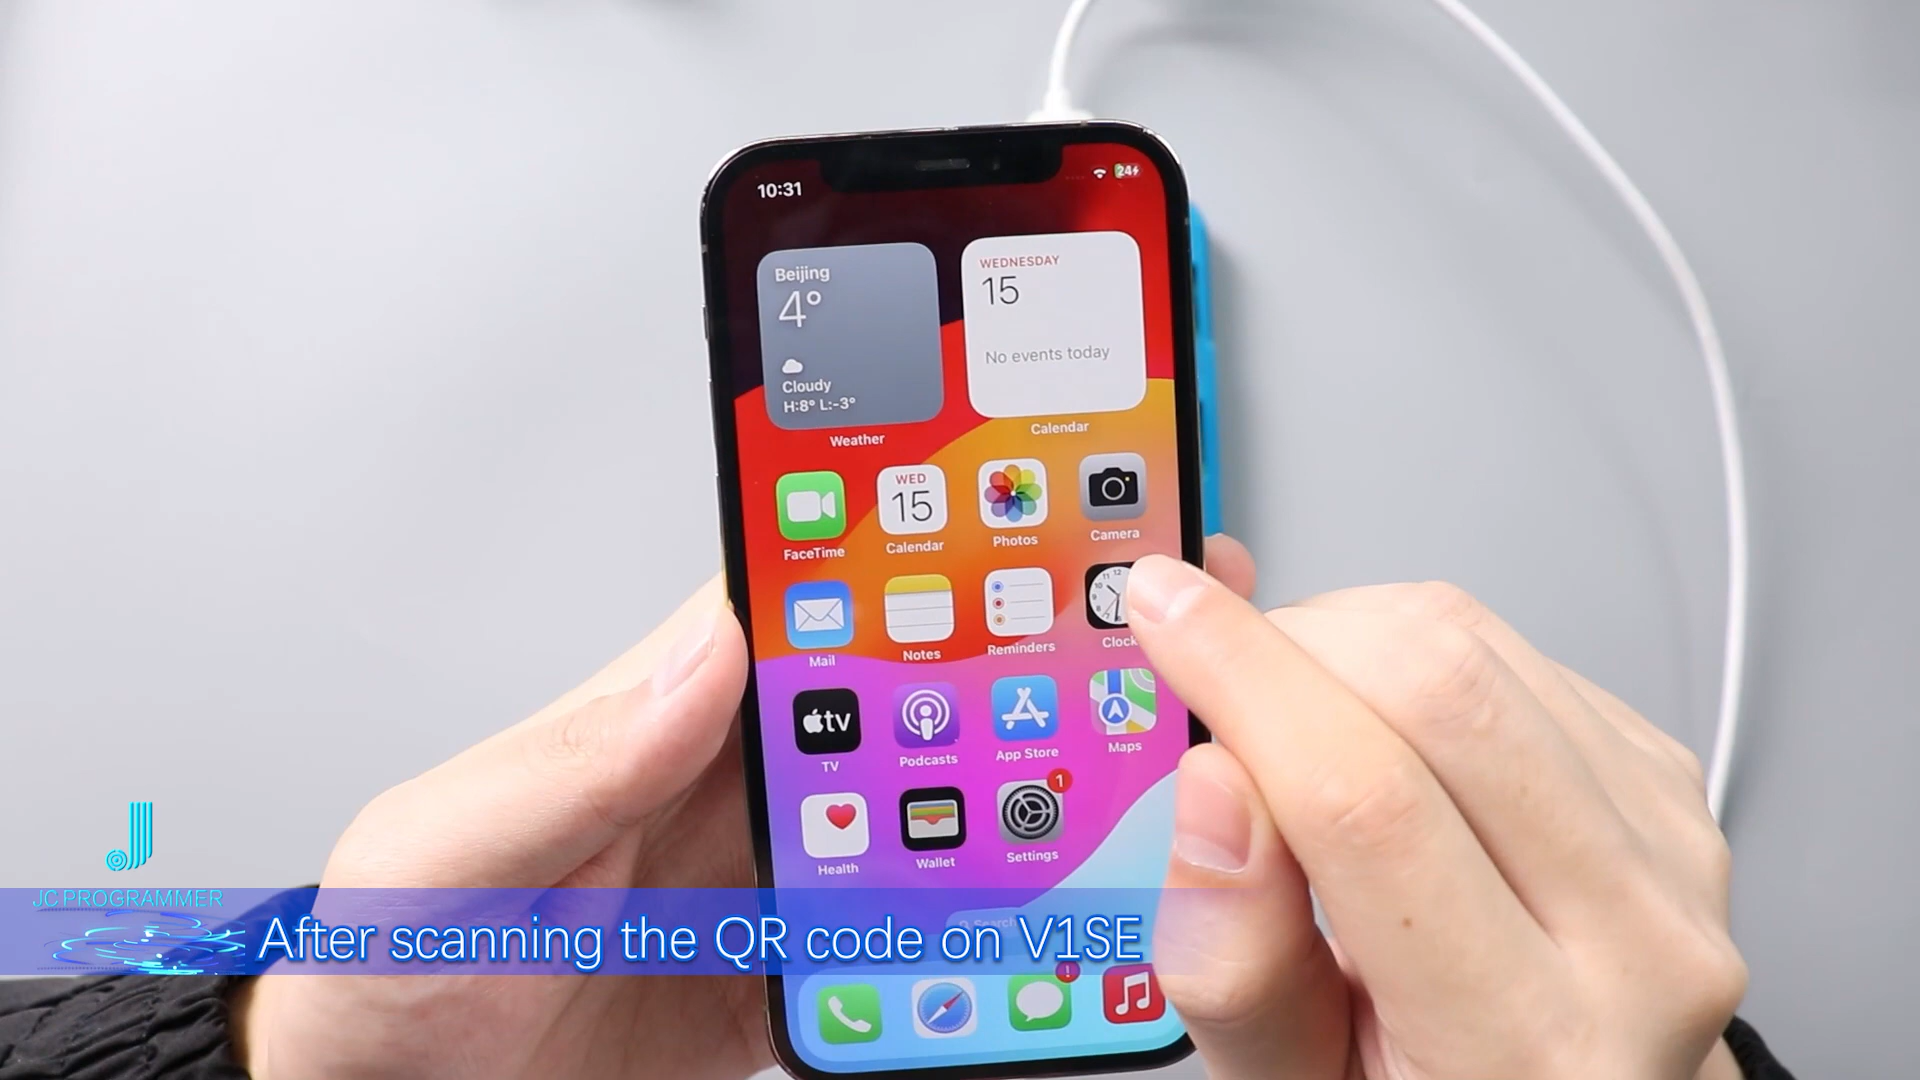 10:31
24
Beijing
4°
Cloudy
H:8° L:-3°
Weather
WEDNESDAY
15
No events today
Calendar
WED
15
FaceTime
Calendar
Photos
Camera
Mail
Notes
Reminders
Clock
tv
TV
Podcasts
App Store
Maps
1
Health
Wallet
Settings
Search
JC PROGRAMMER
After scanning the QR code on V1SE
!